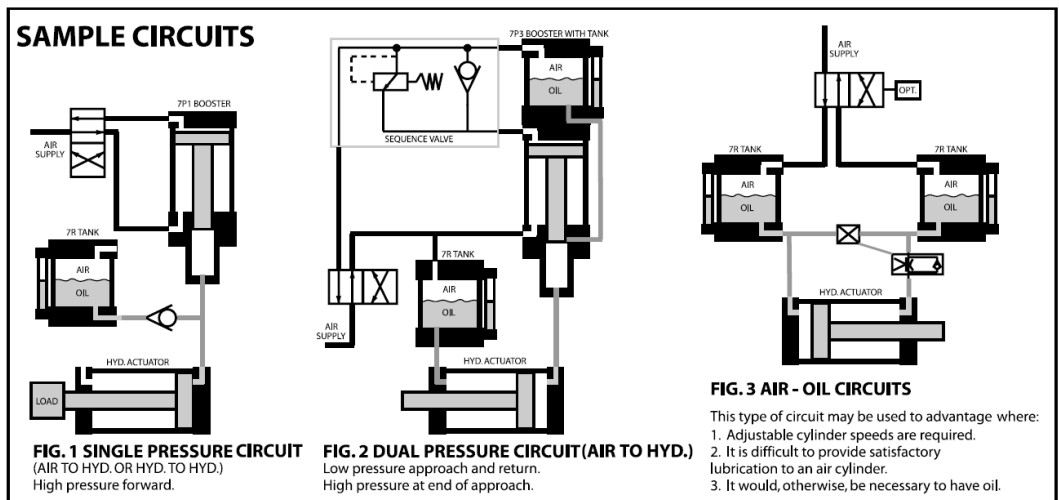 SAMPLE CIRCUITS
7P1 BOOSTER
AIR
SUPPLY
7R TANK
AIR
OIL
HYD. ACTUATOR
LOAD
FIG. 1 SINGLE PRESSURE CIRCUIT
(AIR TO HYD. OR HYD. TO HYD.)
High pressure forward.
7P3 BOOSTER WITH TANK
AIR
OIL
SEQUENCE VALVE
7R TANK
AIR
OIL
AIR
SUPPLY
HYD. ACTUATOR
FIG. 2 DUAL PRESSURE CIRCUIT (AIR TO HYD.)
Low pressure approach and return.
High pressure at end of approach.
AIR
SUPPLY
OPT.
7R TANK
AIR
OIL
7R TANK
AIR
OIL
HYD. ACTUATOR
FIG. 3 AIR - OIL CIRCUITS
This type of circuit may be used to advantage where:
1. Adjustable cylinder speeds are required.
2. It is difficult to provide satisfactory
lubrication to an air cylinder.
3. It would, otherwise, be necessary to have oil.